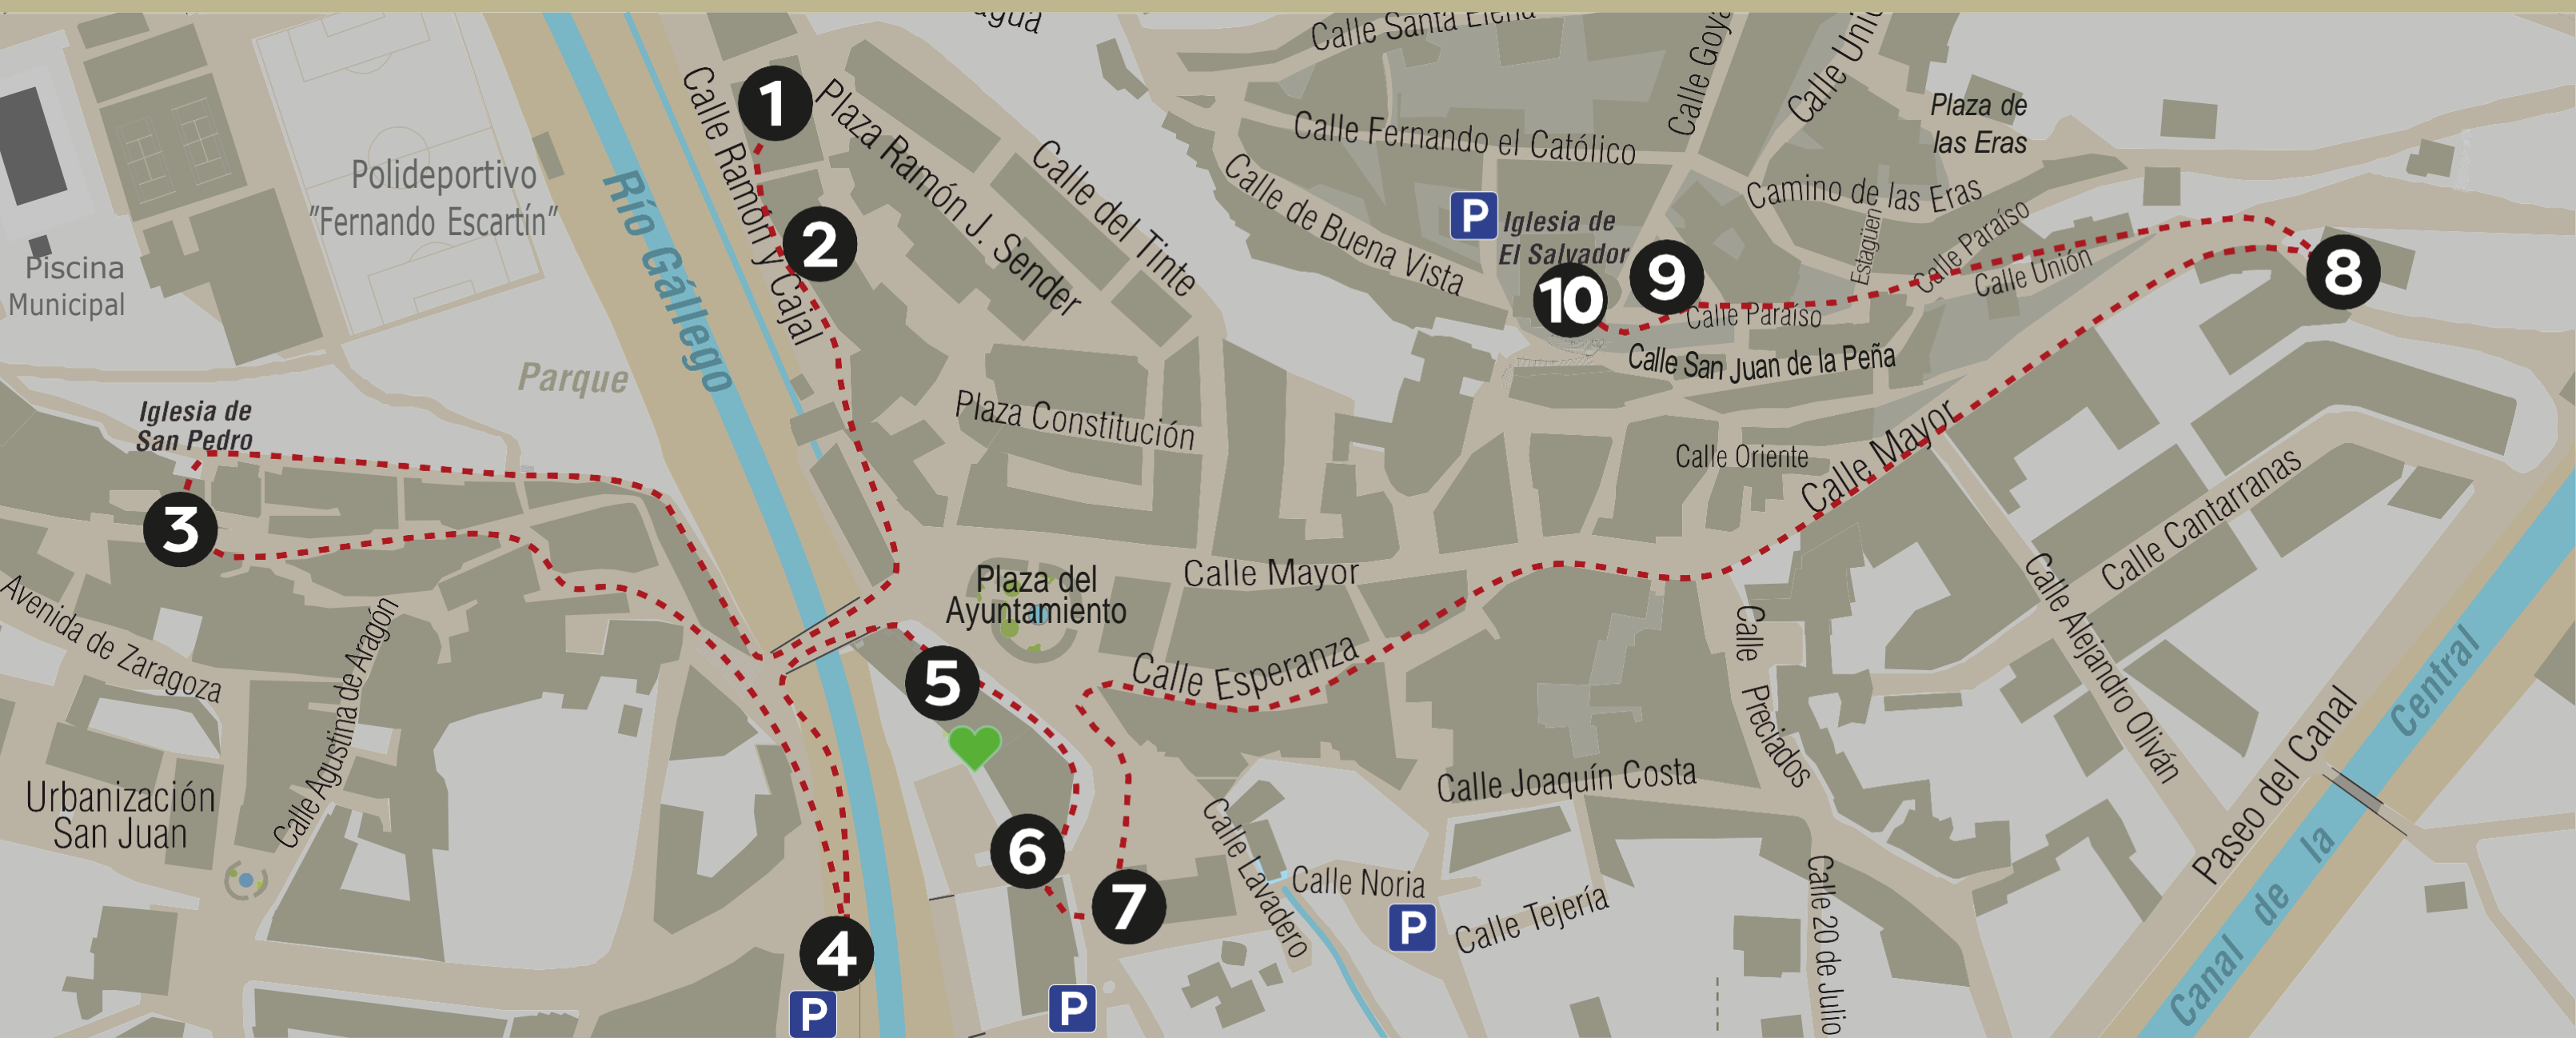 Calle Santa Elena
Calle Goya
Calle Unión
1
Calle Ramón y Cajal
Plaza Ramón J. Sender
Calle del Tinte
Calle Fernando el Católico
Calle de Buena Vista
Plaza de
las Eras
Camino de las Eras
Polideportivo
"Fernando Escartín"
Río Gállego
2
P
Iglesia de
El Salvador
9
10
Estagüen
Calle Paraíso
Calle Unión
8
Piscina
Municipal
Calle Paraíso
Calle San Juan de la Peña
Parque
Iglesia de
San Pedro
Plaza Constitución
Calle Oriente
Calle Mayor
Calle Cantarranas
3
Calle Mayor
Plaza del
Ayuntamiento
Avenida de Zaragoza
Calle Agustina de Aragón
Calle Esperanza
Calle Preciados
Calle Alejandro Oliván
5
Calle Joaquín Costa
Urbanización
San Juan
6
7
Calle Lavadero
Calle Noria
P
Calle Tejería
Calle 20 de Julio
Paseo del Canal
Canal de la Central
4
P
P